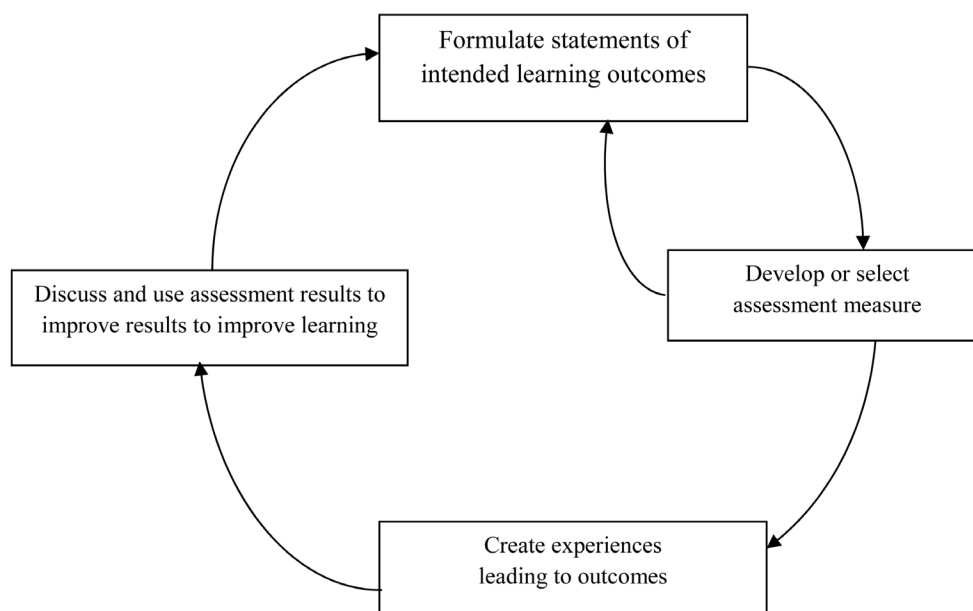 Formulate statements of
intended learning outcomes
Develop or select
assessment measure
Discuss and use assessment results to
improve results to improve learning
Create experiences
leading to outcomes